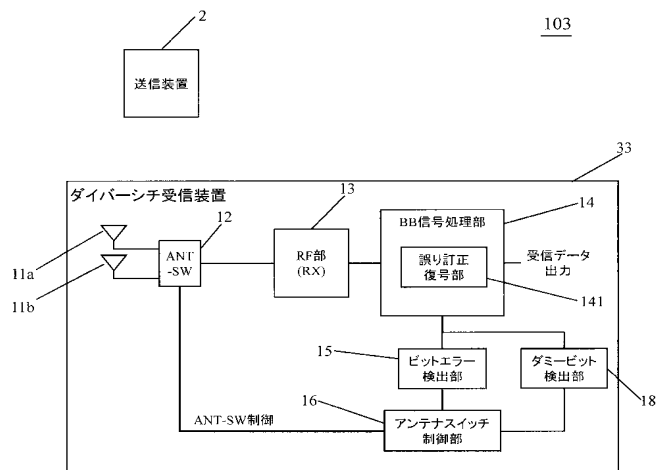 2
103
送信装置
33
ダイバーシチ受信装置
13
14
12
BB信号処理部
11a
ANT
-SW
RF部
(RX)
誤り訂正
復号部
受信データ
出力
11b
141
15
ビットエラー
検出部
ダミービット
検出部
18
16
ANT-SW制御
アンテナスイッチ
制御部